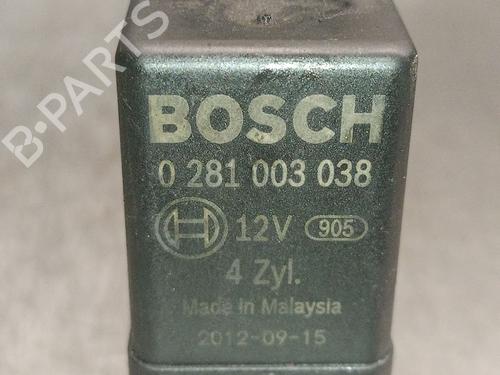 B-PARTS
BOSCH
0 281 003 038
12V 905
4 Zyl.
Made in Malaysia
2012-09-15